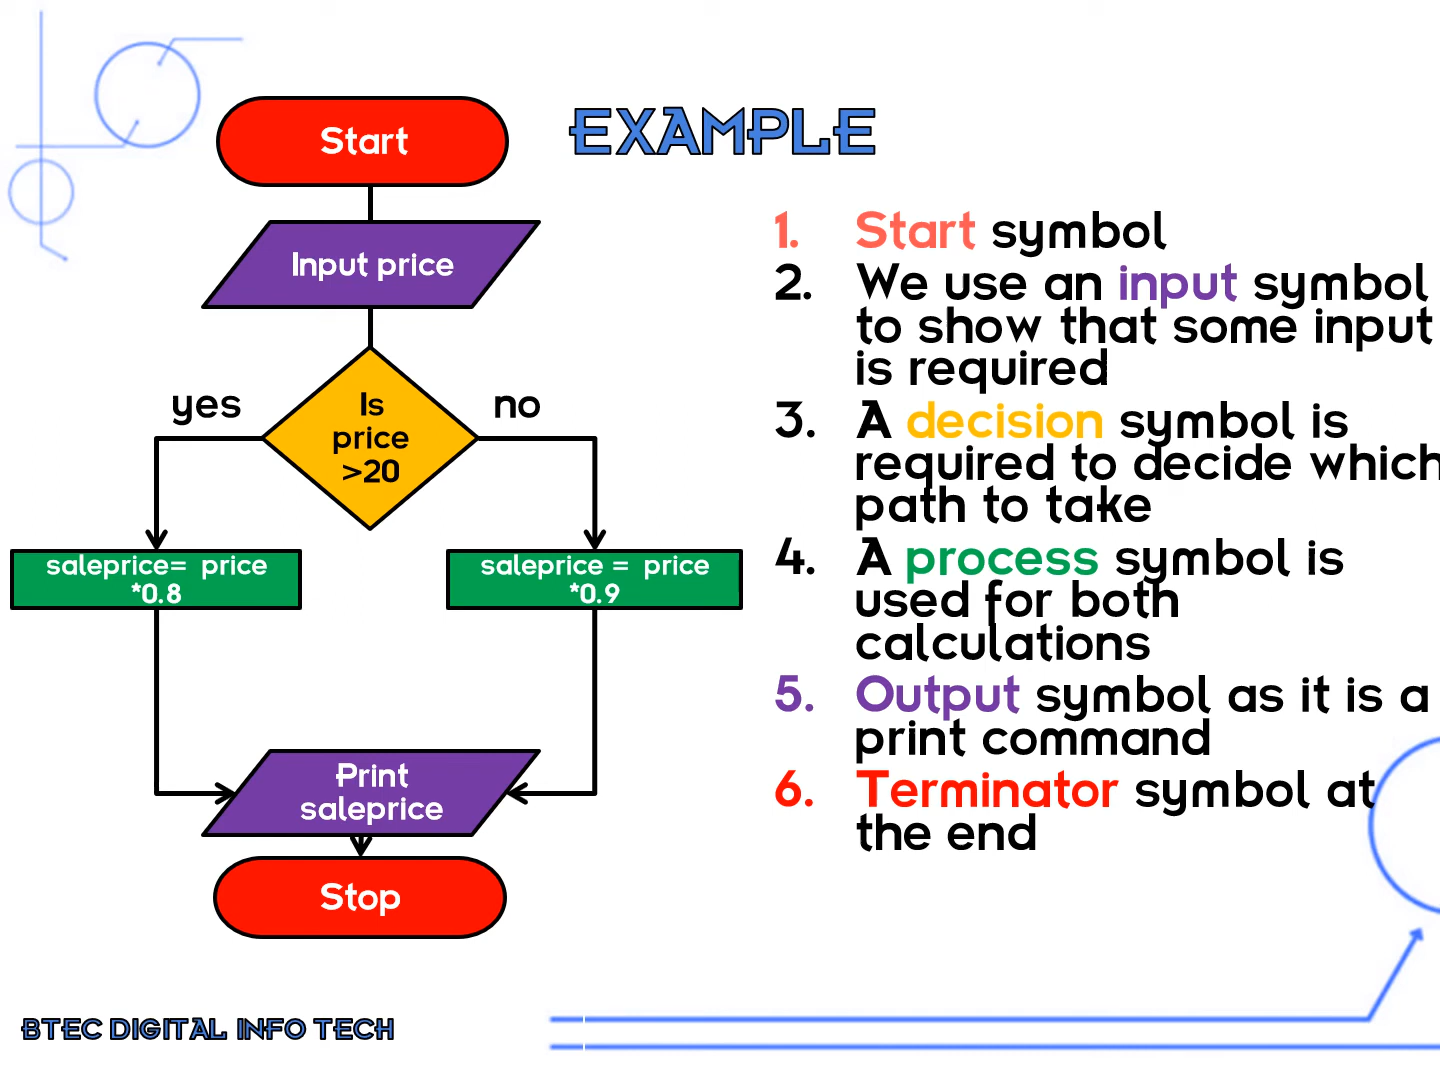 EXAMPLE
Start
Input price
yes
no
Is
price
>20
saleprice= price
*0.8
saleprice = price
*0.9
Print
saleprice
Stop
1. Start symbol
2. We use an input symbol
to show that some input
is required
3. A decision symbol is
required to decide which
path to take
4. A process symbol is
used for both
calculations
5. Output symbol as it is a
print command
6. Terminator symbol at
the end
BTEC DIGITAL INFO TECH